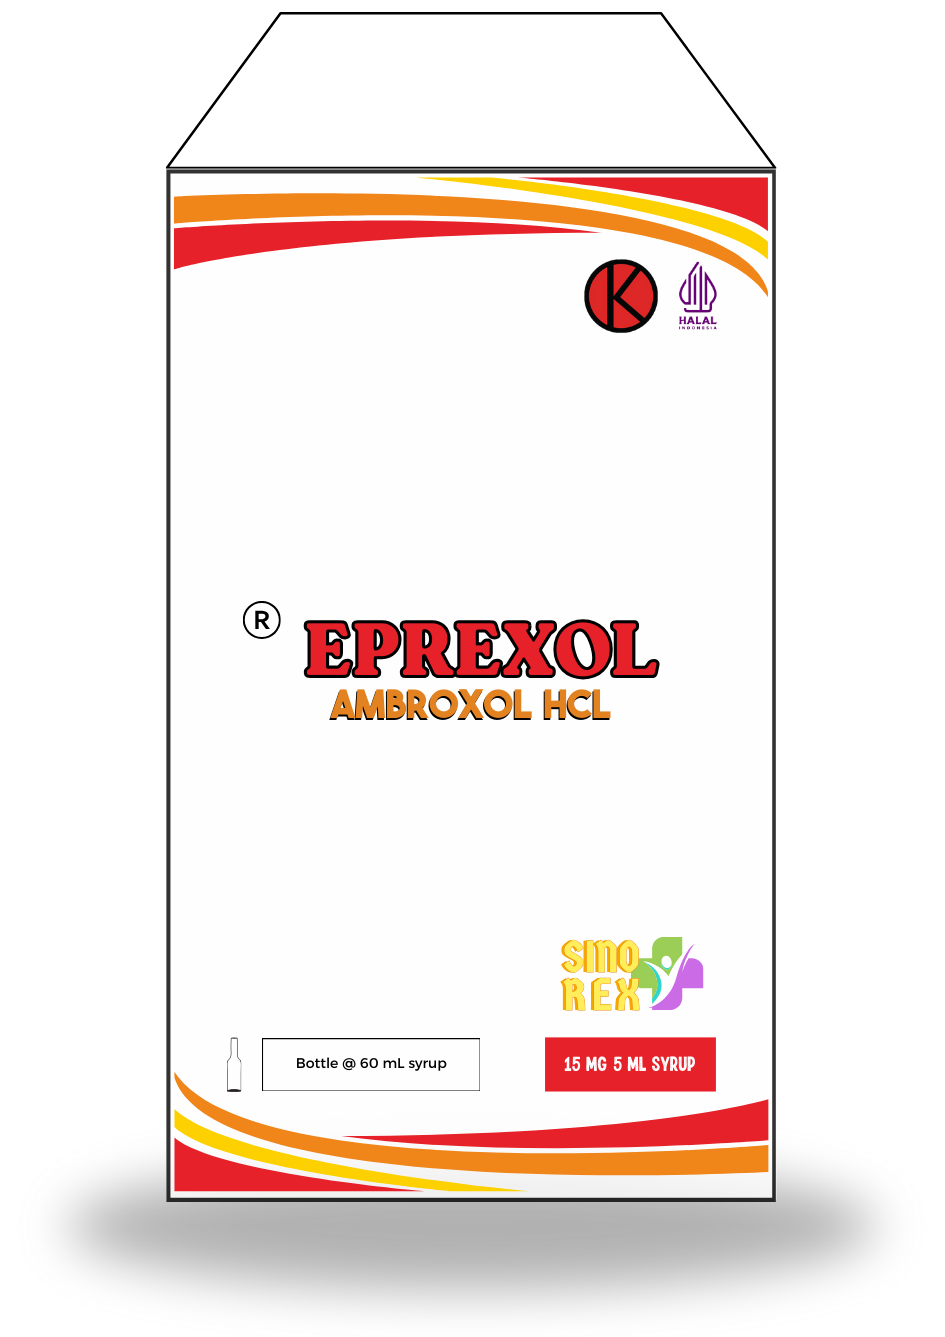 K
HALAL
INDONESIA
®
EPREXOL
AMBROXOL HCL
SINO
REX
Bottle @ 60 mL syrup
15 MG 5 ML SYRUP